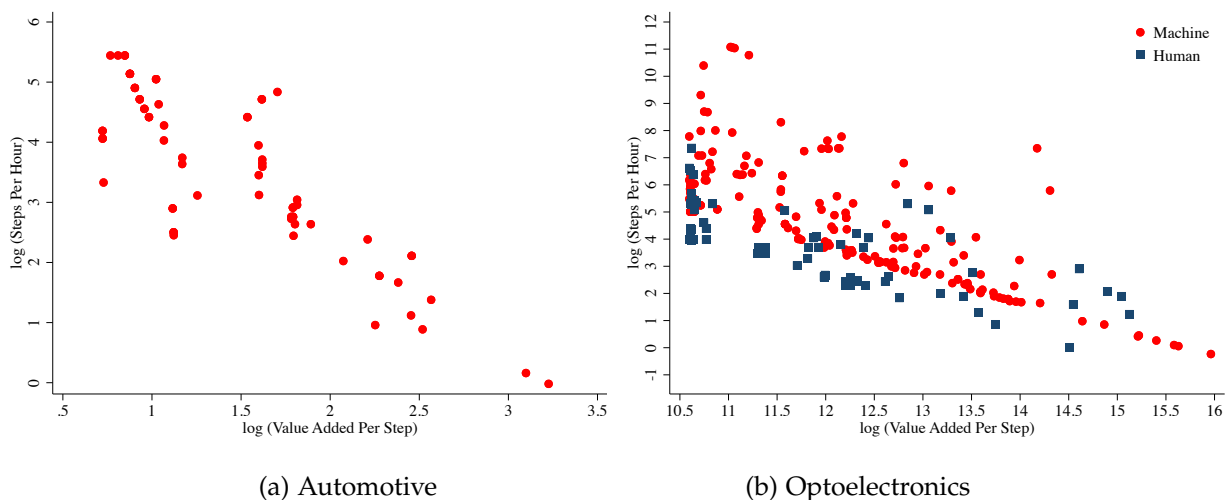 6
5
4
3
2
1
0
log (Steps Per Hour)
.5 1 1.5 2 2.5 3 3.5
log (Value Added Per Step)
(a) Automotive
12
11
10
9
8
7
6
5
4
3
2
1
0
-1
log (Steps Per Hour)
Machine
Human
10.5 11 11.5 12 12.5 13 13.5 14 14.5 15 15.5 16
log (Value Added Per Step)
(b) Optoelectronics